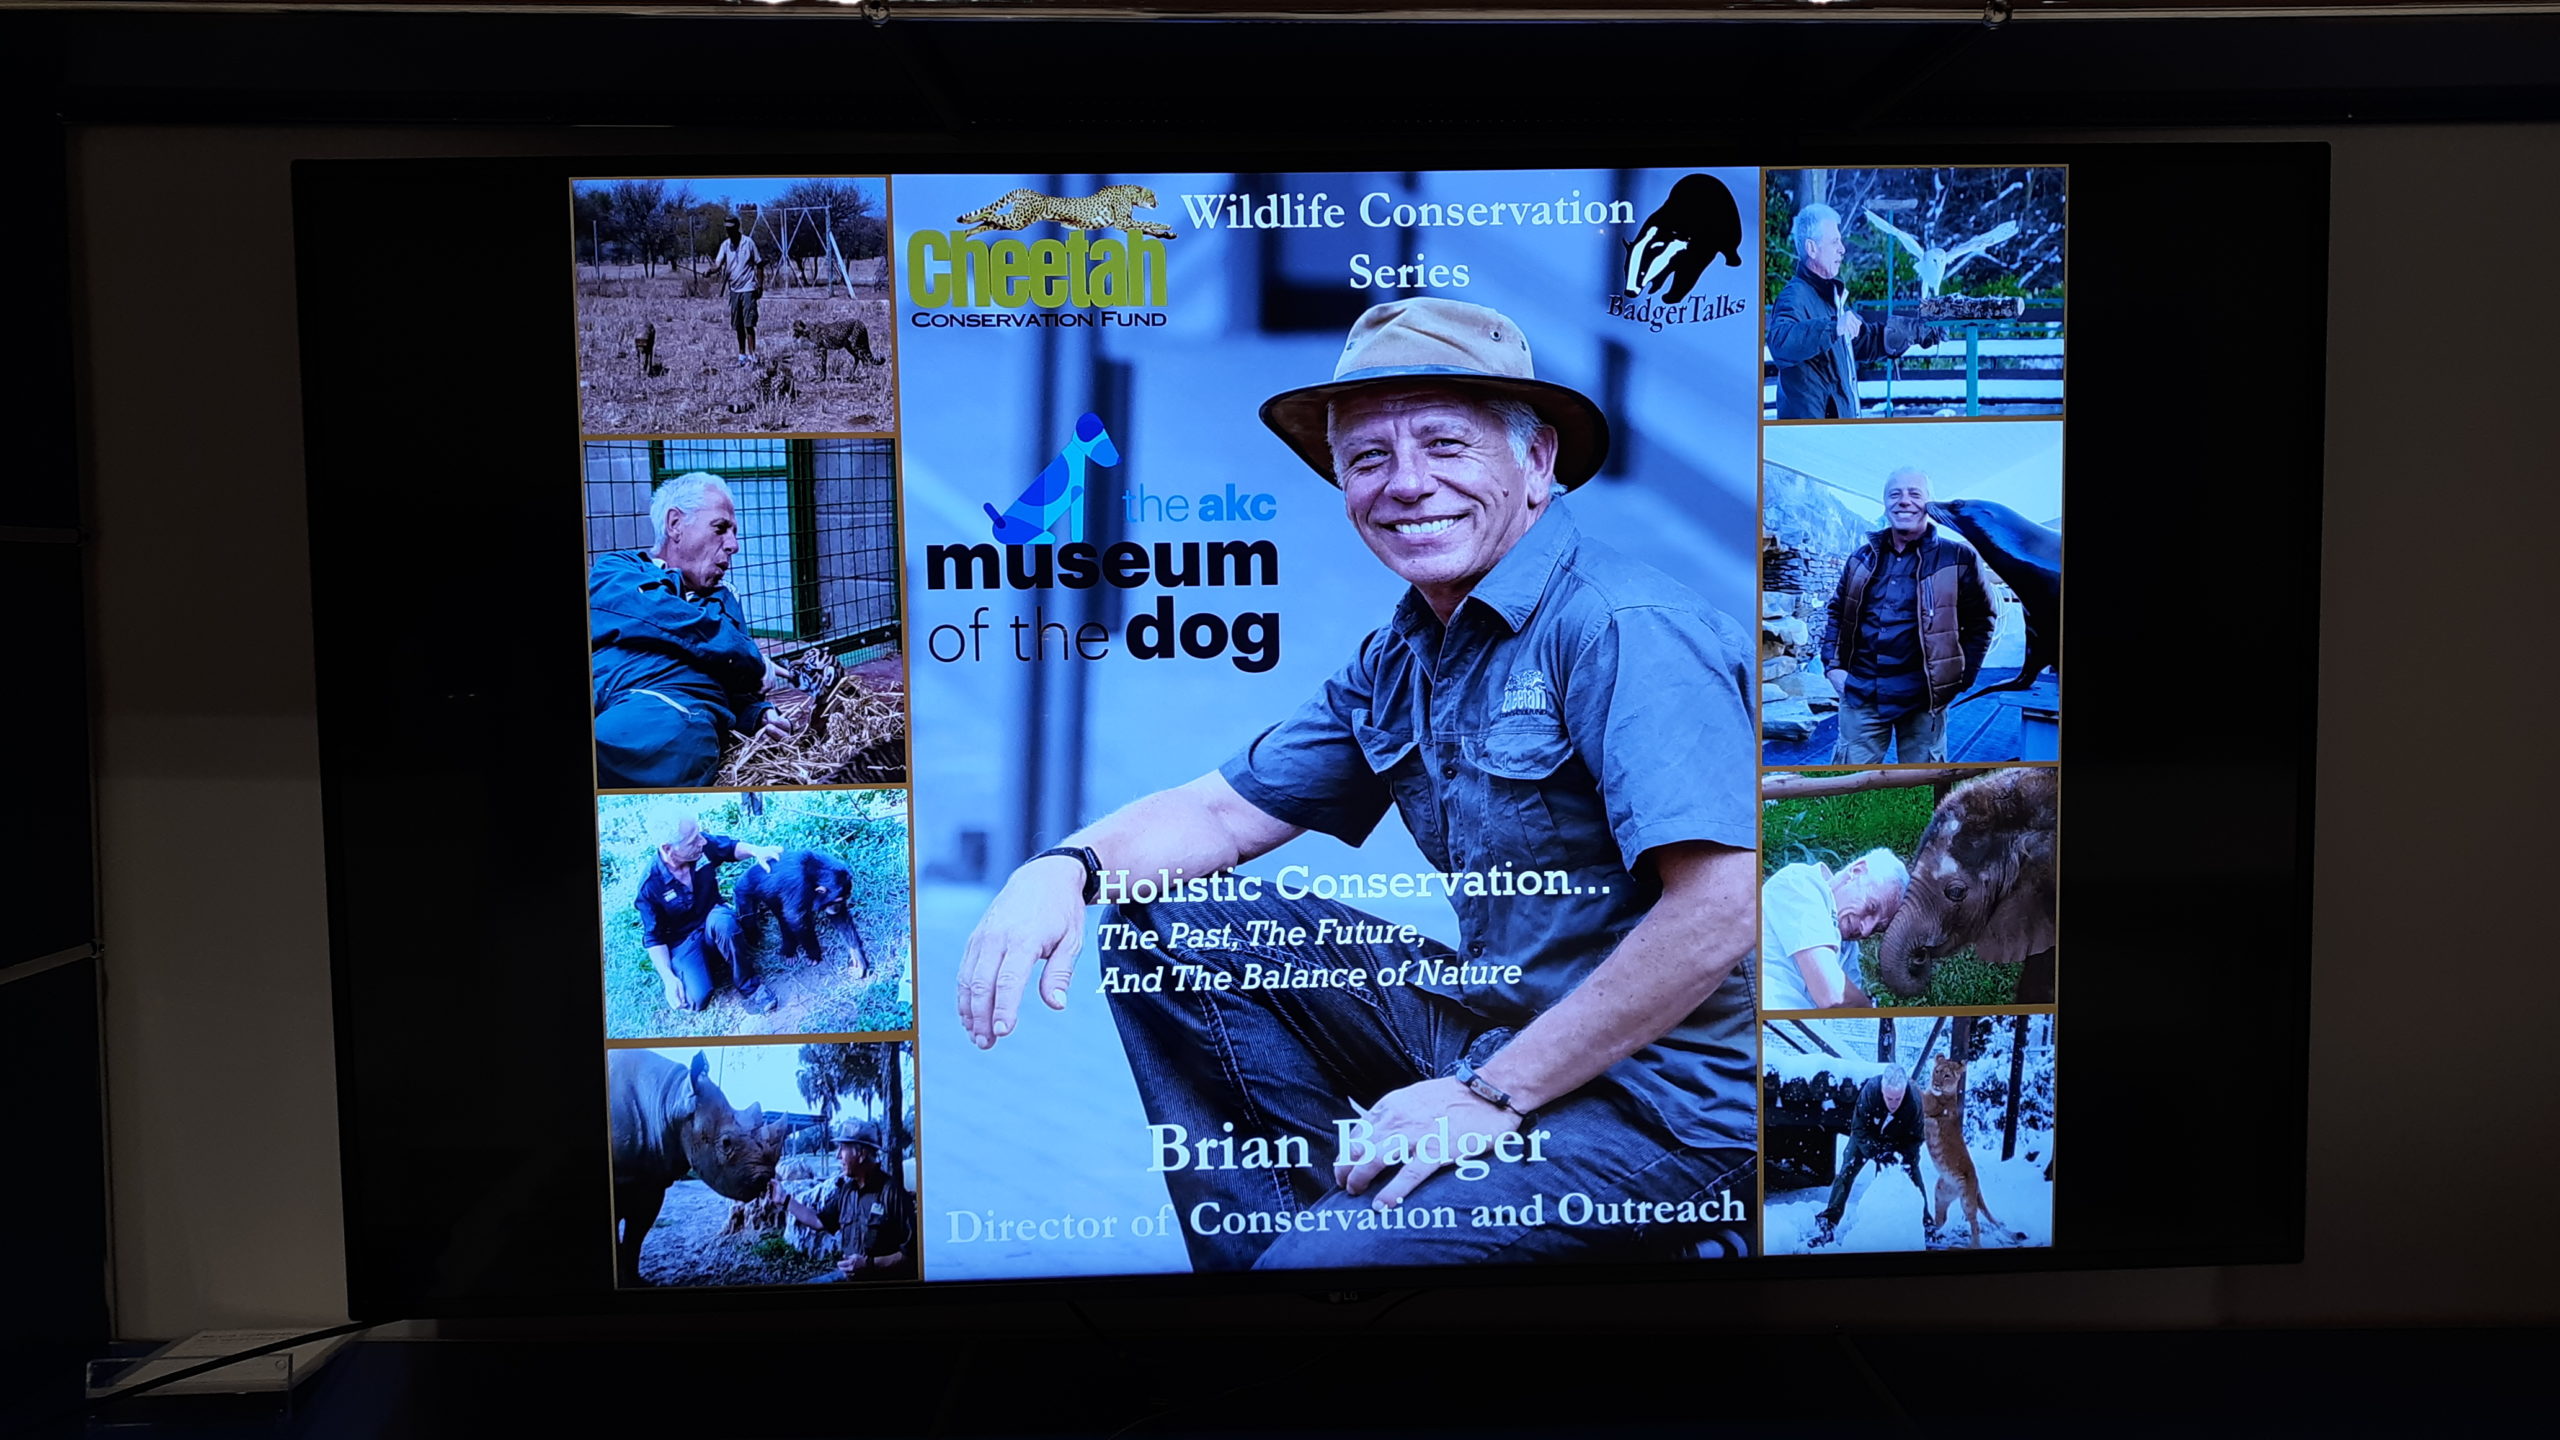 Cheetah
CONSERVATION FUND
Wildlife Conservation
Series
BadgerTalks
the akc
museum
of the dog
Cheetah
Holistic Conservation...
The Past, The Future,
And The Balance of Nature
Brian Badger
Director of Conservation and Outreach
LG